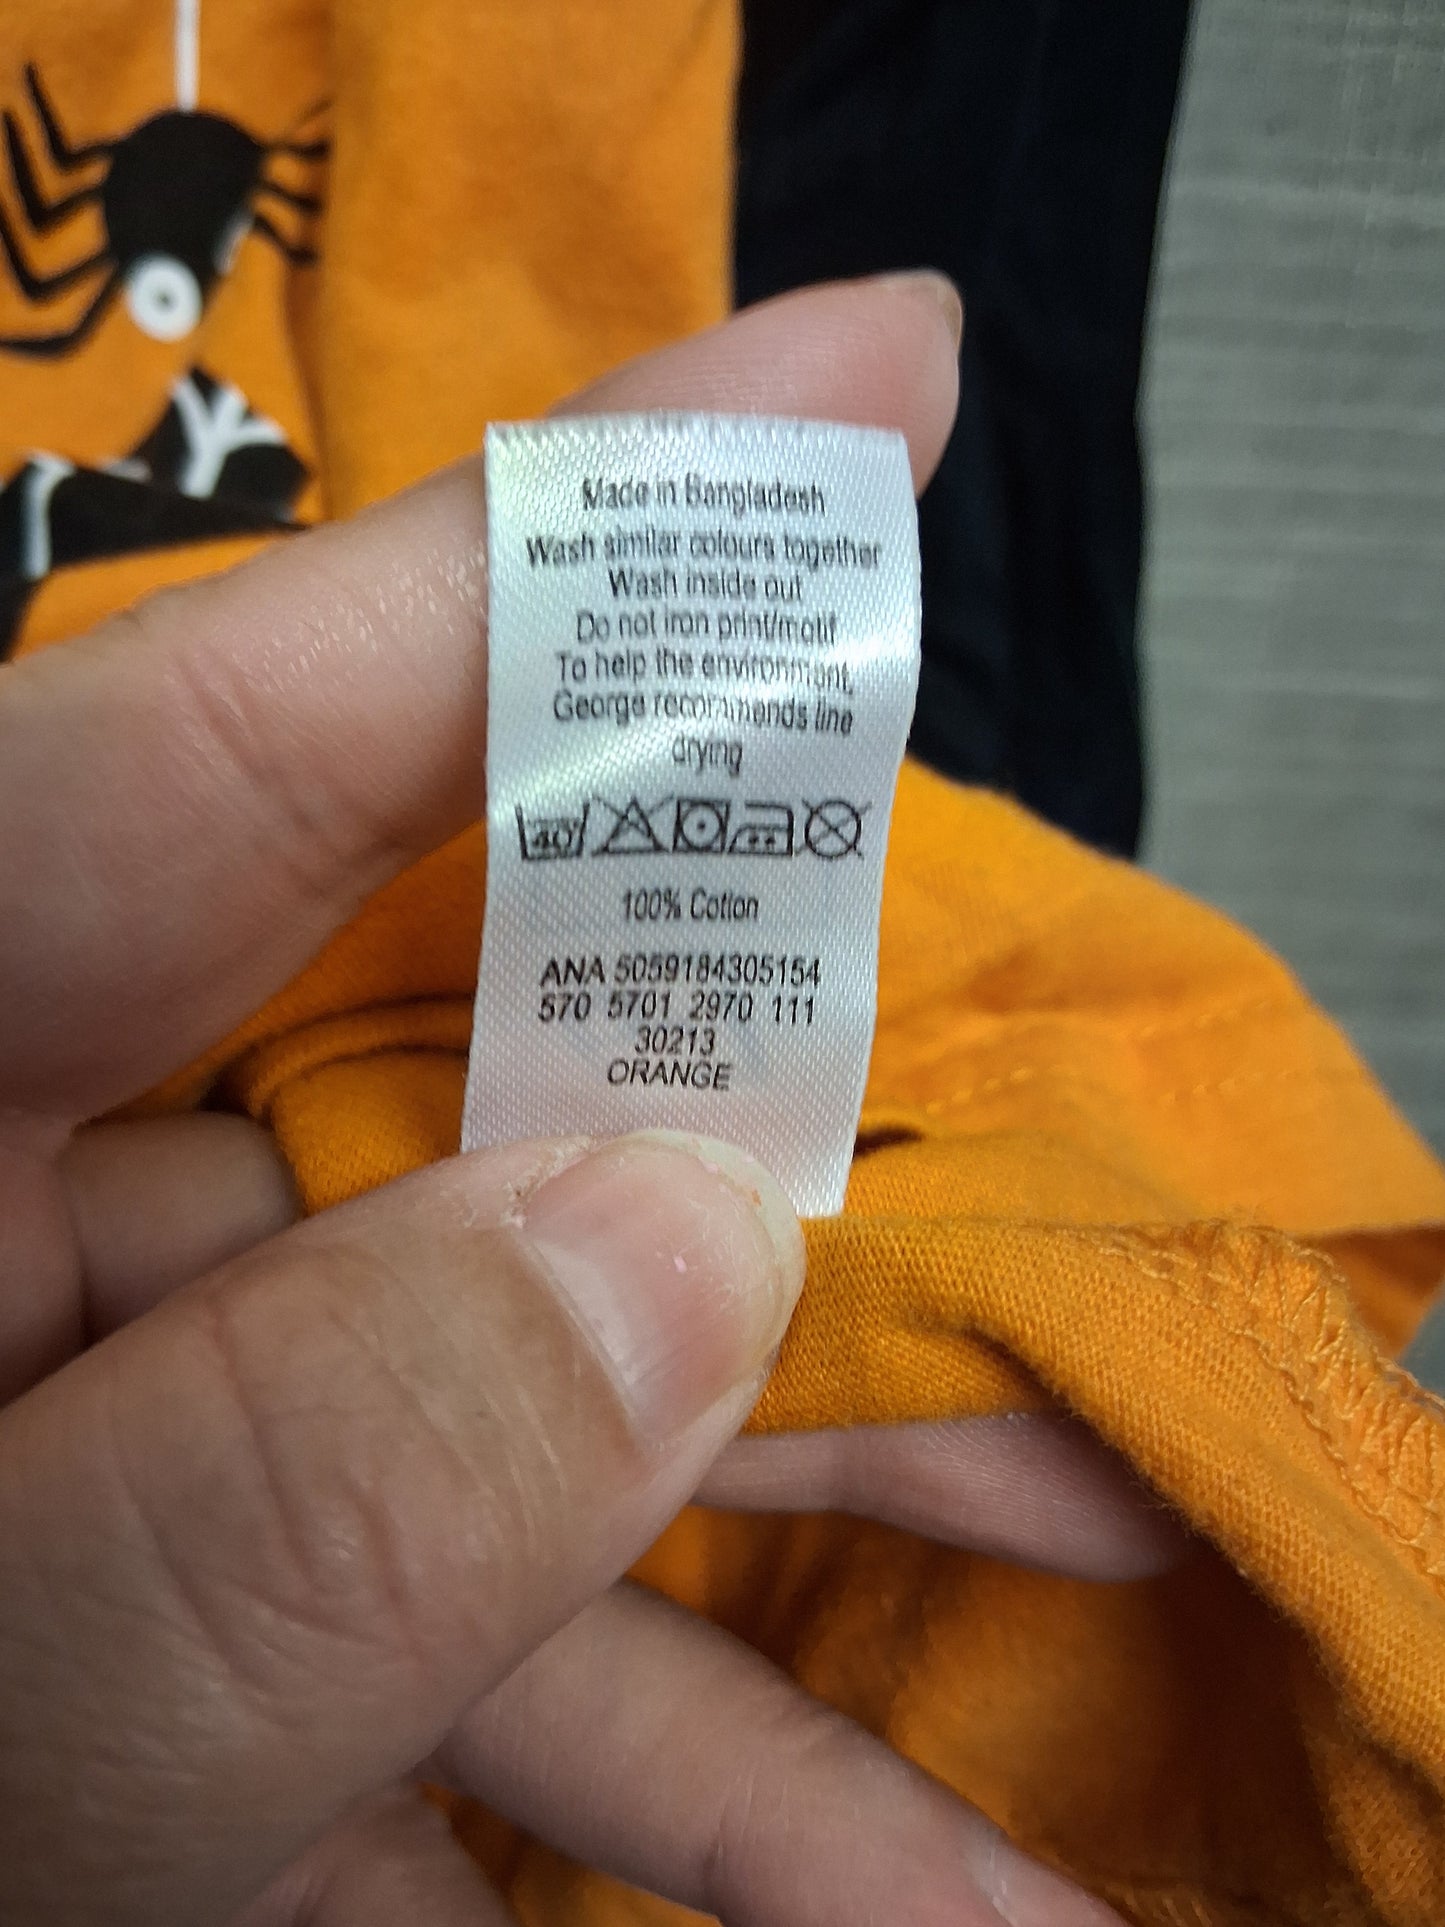 Made in Bangladesh
Wash similar colours together
Wash inside out
Do not iron print/motif
To help the environment,
George recommends line
drying
40
100% Cotton
ANA 5059184305154
570 5701 2970 111
30213
ORANGE